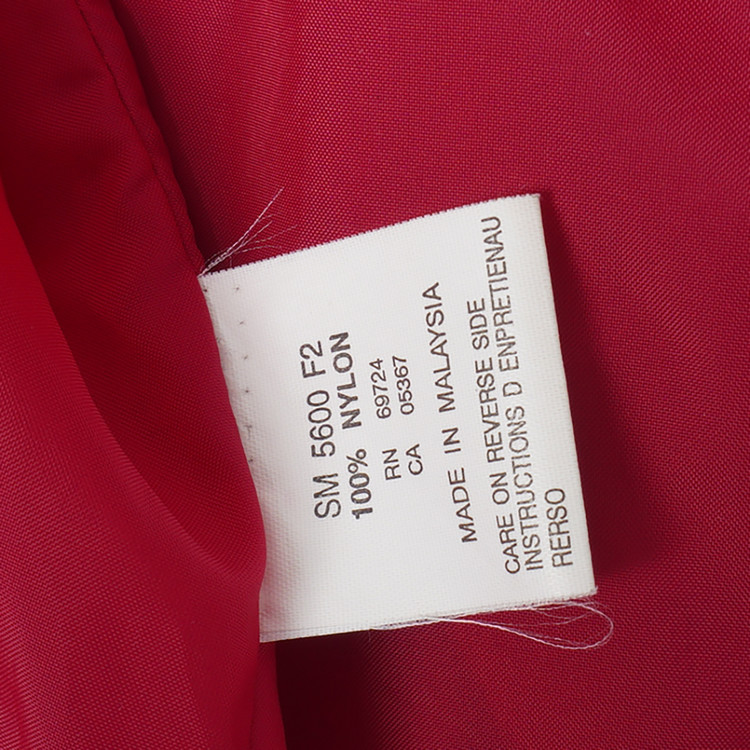 SM 5600 F2
100% NYLON
RN 69724
CA 05367
MADE IN MALAYSIA
CARE ON REVERSE SIDE
INSTRUCTIONS D ENPRETIENAU
RERSO